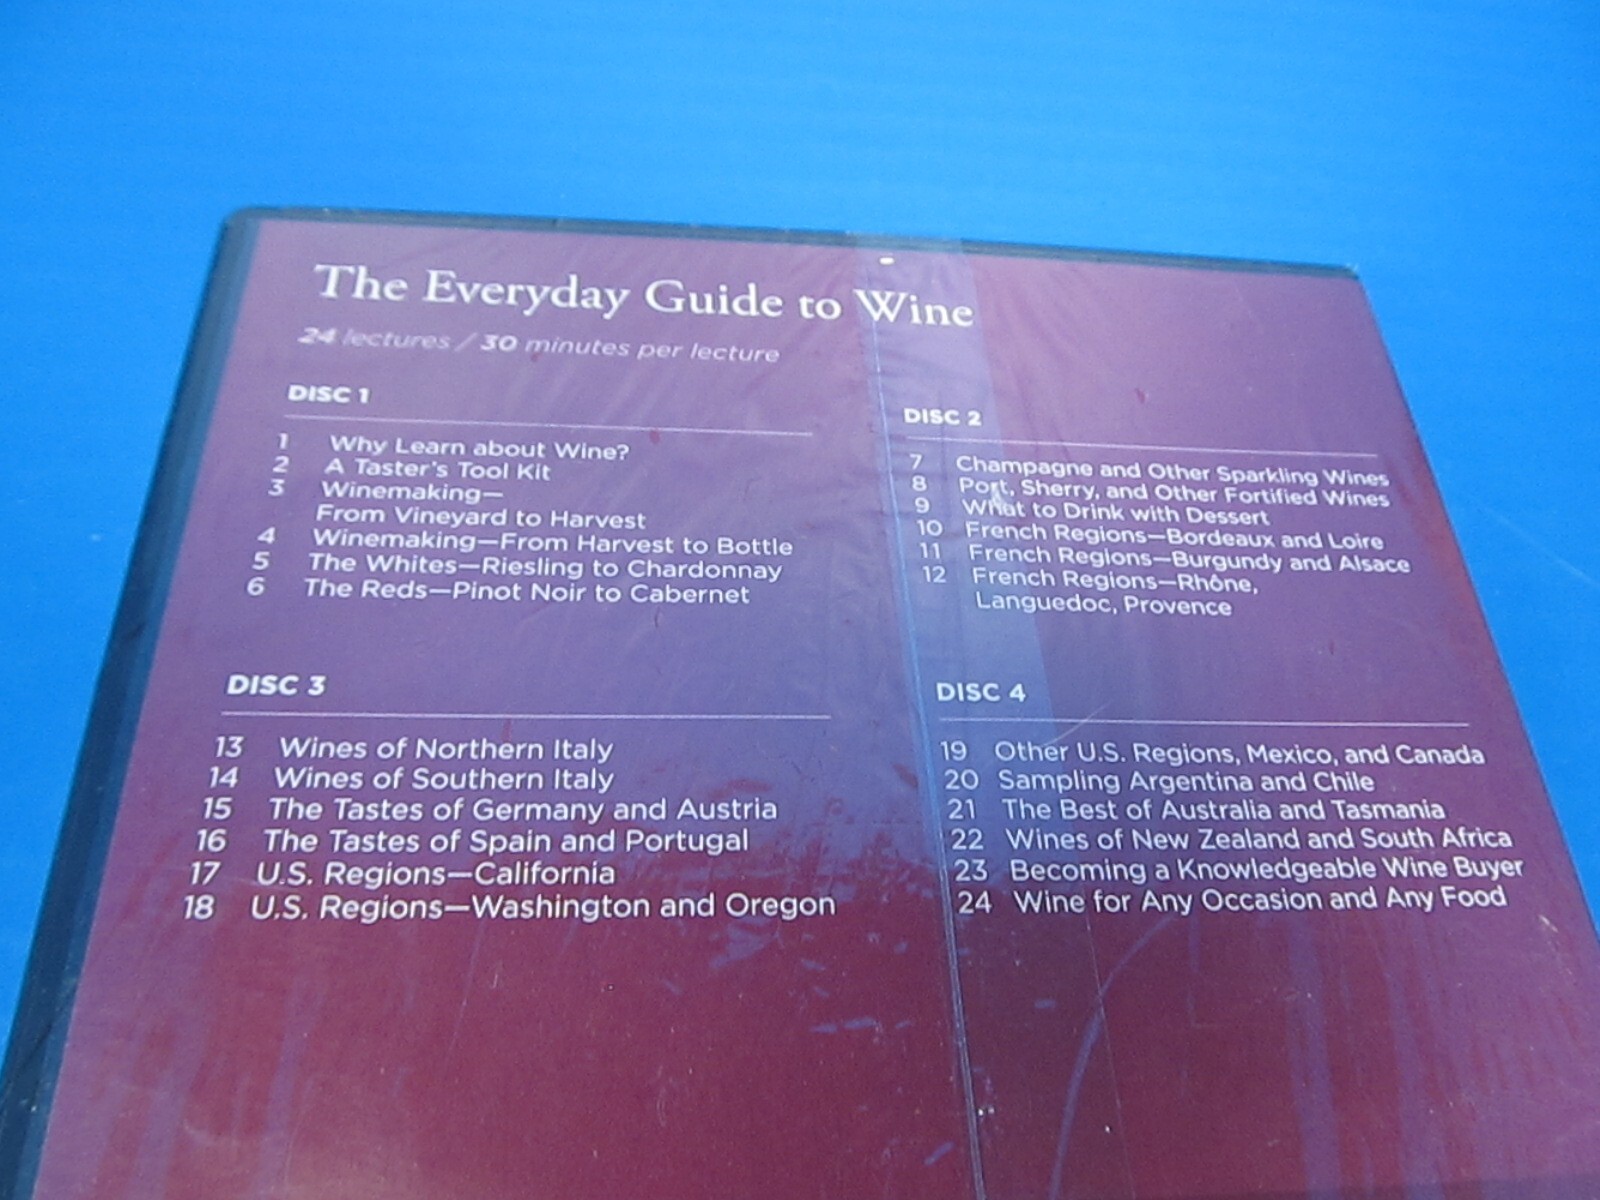 The Everyday Guide to Wine
24 lectures / 30 minutes per lecture
DISC 1
1 Why Learn about Wine?
2 A Taster's Tool Kit
3 Winemaking—
From Vineyard to Harvest
4 Winemaking—From Harvest to Bottle
5 The Whites—Riesling to Chardonnay
6 The Reds—Pinot Noir to Cabernet
DISC 2
7 Champagne and Other Sparkling Wines
8 Port, Sherry, and Other Fortified Wines
9 What to Drink with Dessert
10 French Regions—Bordeaux and Loire
11 French Regions—Burgundy and Alsace
12 French Regions—Rhône,
Languedoc, Provence
DISC 3
13 Wines of Northern Italy
14 Wines of Southern Italy
15 The Tastes of Germany and Austria
16 The Tastes of Spain and Portugal
17 U.S. Regions—California
18 U.S. Regions—Washington and Oregon
DISC 4
19 Other U.S. Regions, Mexico, and Canada
20 Sampling Argentina and Chile
21 The Best of Australia and Tasmania
22 Wines of New Zealand and South Africa
23 Becoming a Knowledgeable Wine Buyer
24 Wine for Any Occasion and Any Food